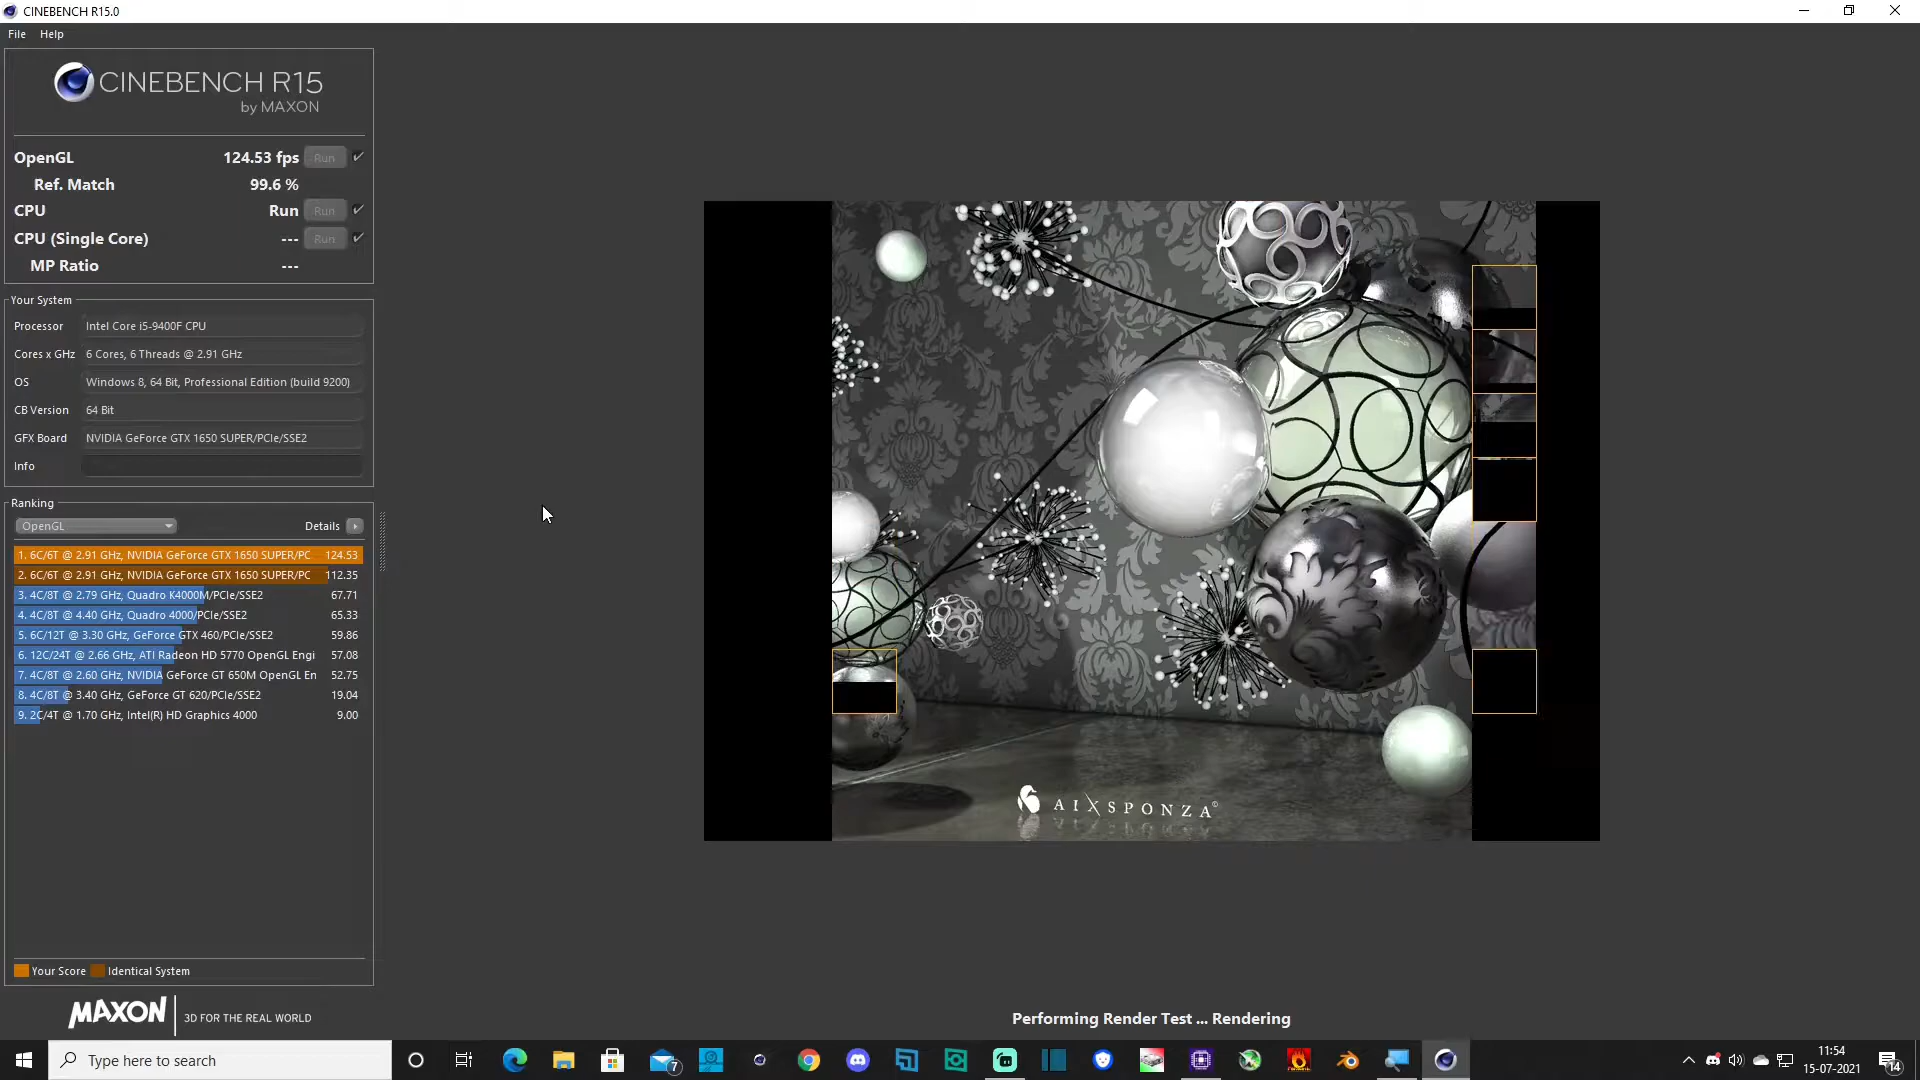 CINEBENCH R15.0
File Help
CINEBENCH R15
by MAXON
OpenGL 124.53 fps Run
Ref. Match 99.6 %
CPU Run Run
CPU (Single Core) --- Run
MP Ratio ---
Your System
Processor Intel Core i5-9400F CPU
Cores x GHz 6 Cores, 6 Threads @ 2.91 GHz
OS Windows 8, 64 Bit, Professional Edition (build 9200)
CB Version 64 Bit
GFX Board NVIDIA GeForce GTX 1650 SUPER/PCIe/SSE2
Info
Ranking
OpenGL Details
1. 6C/6T @ 2.91 GHz, NVIDIA GeForce GTX 1650 SUPER/PC 124.53
2. 6C/6T @ 2.91 GHz, NVIDIA GeForce GTX 1650 SUPER/PC 112.35
3. 4C/8T @ 2.79 GHz, Quadro K4000M/PCIe/SSE2 67.71
4. 4C/8T @ 4.40 GHz, Quadro 4000/PCIe/SSE2 65.33
5. 6C/12T @ 3.30 GHz, GeForce GTX 460/PCIe/SSE2 59.86
6. 12C/24T @ 2.66 GHz, ATI Radeon HD 5770 OpenGL Engi 57.08
7. 4C/8T @ 2.60 GHz, NVIDIA GeForce GT 650M OpenGL En 52.75
8. 4C/8T @ 3.40 GHz, GeForce GT 620/PCIe/SSE2 19.04
9. 2C/4T @ 1.70 GHz, Intel(R) HD Graphics 4000 9.00
AIXSPONZA®
Your Score Identical System
MAXON 3D FOR THE REAL WORLD
Performing Render Test ... Rendering
Type here to search
7
11:54
15-07-2021
14